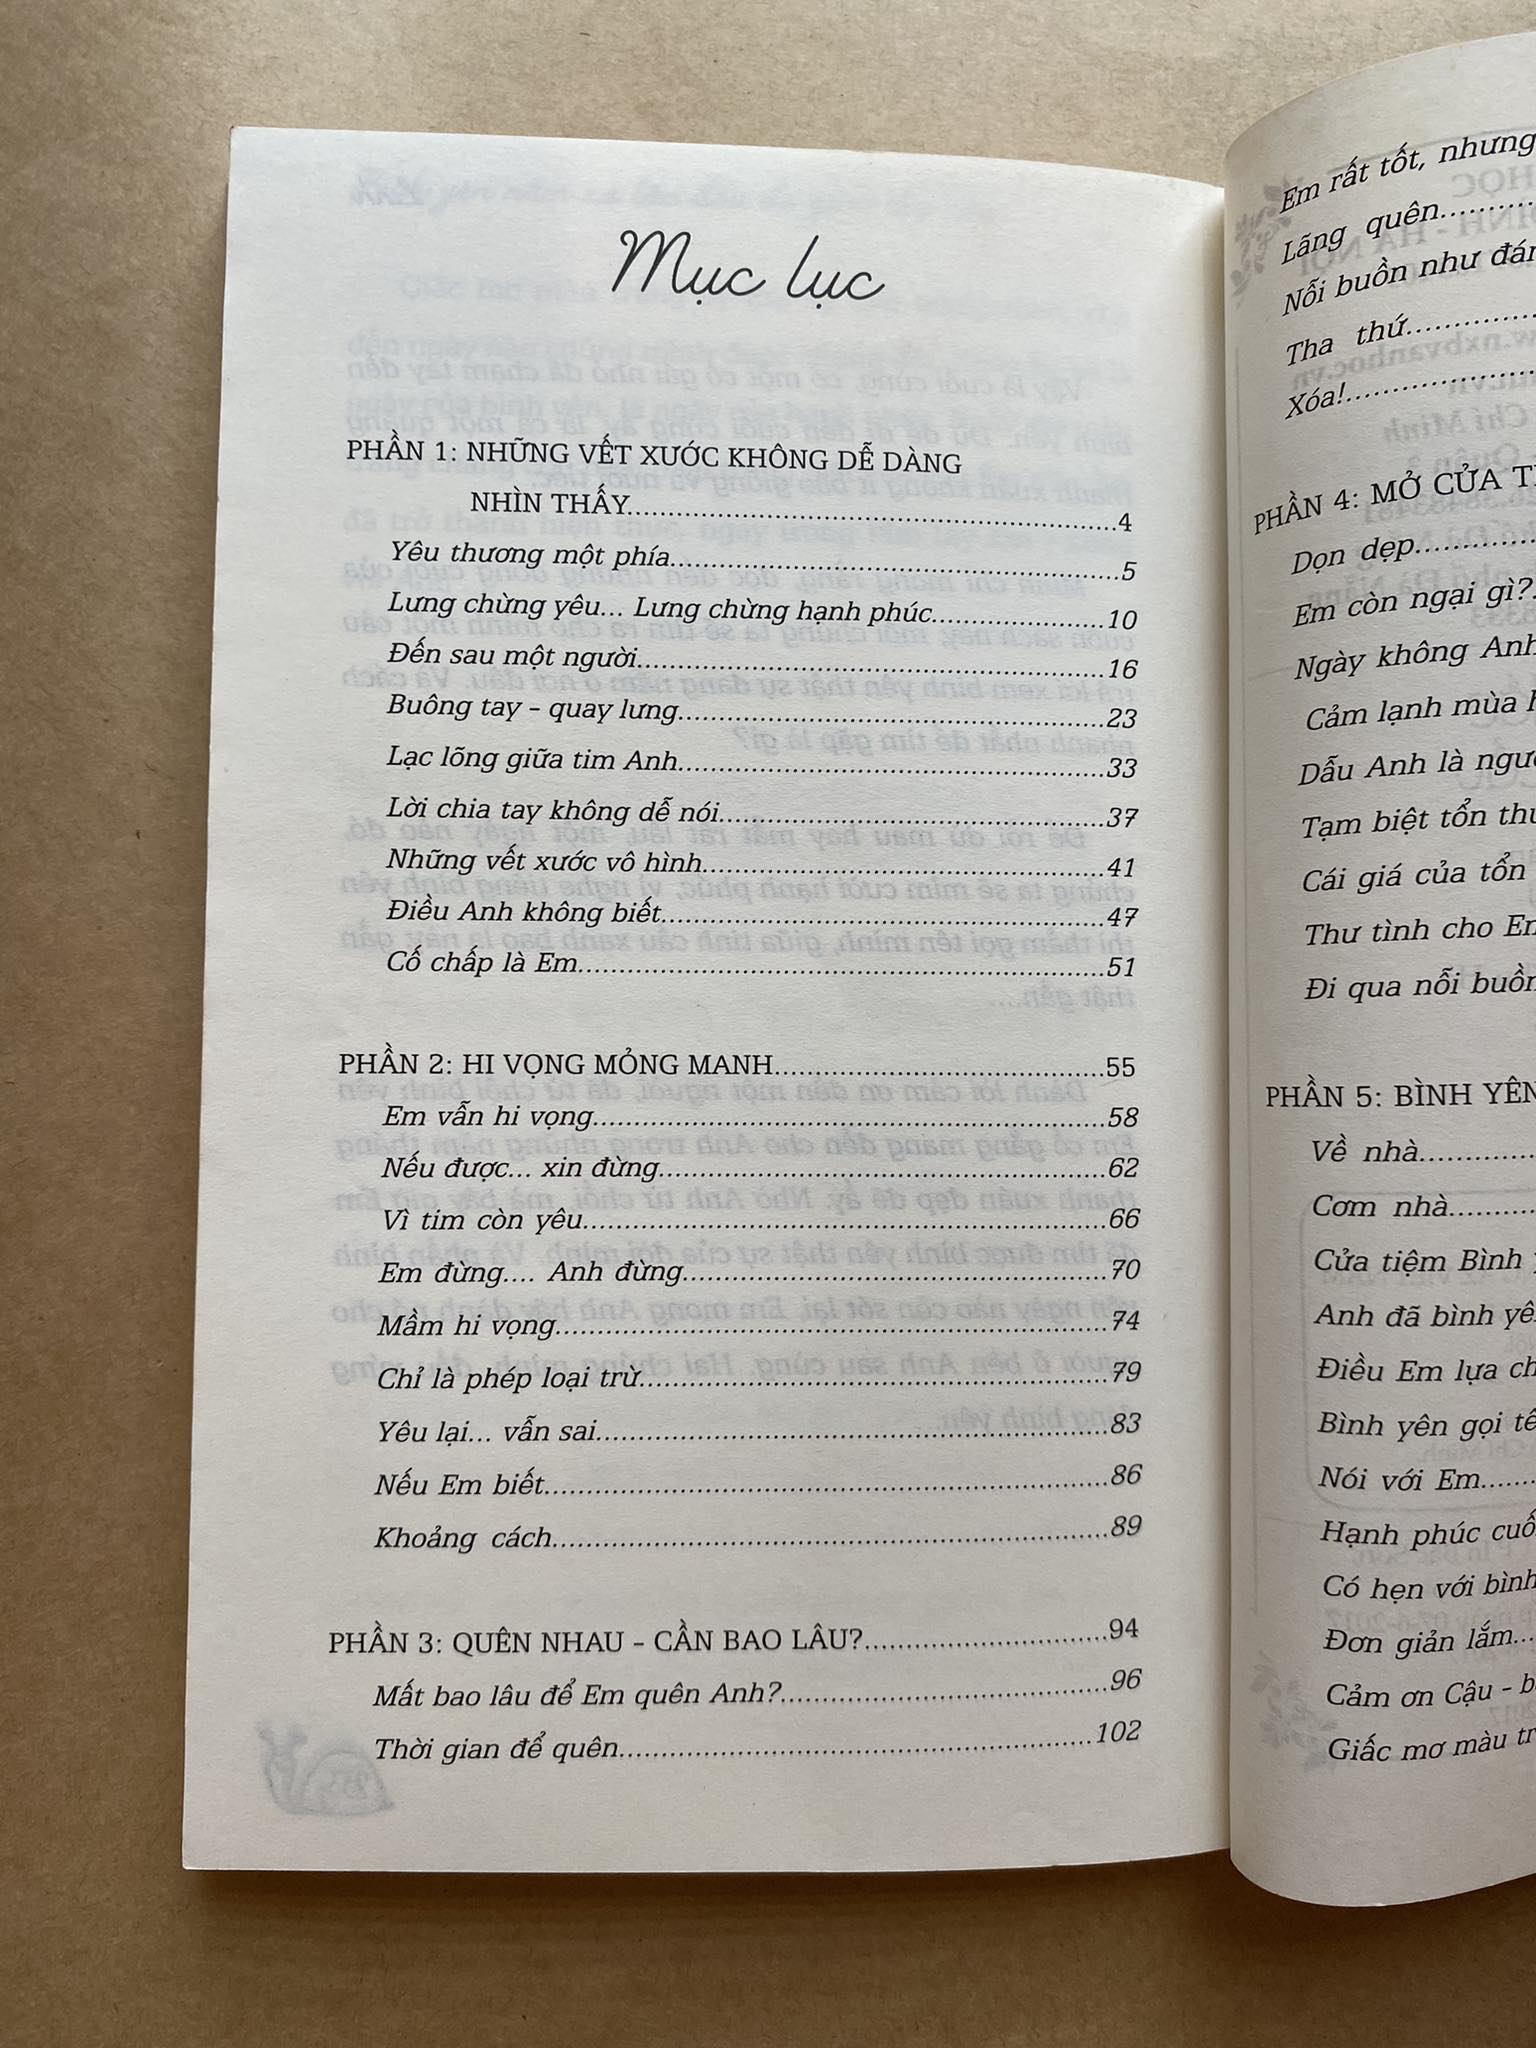 Mục lục
PHẦN 1: NHỮNG VẾT XƯỚC KHÔNG DỄ DÀNG
NHÌN THẤY.....4
Yêu thương một phía.....5
Lưng chừng yêu... Lưng chừng hạnh phúc.....10
Đến sau một người.....16
Buông tay – quay lưng.....23
Lạc lõng giữa tim Anh.....33
Lời chia tay không dễ nói.....37
Những vết xước vô hình.....41
Điều Anh không biết.....47
Cố chấp là Em.....51
PHẦN 2: HI VỌNG MỎNG MANH.....55
Em vẫn hi vọng.....58
Nếu được... xin đừng.....62
Vì tim còn yêu.....66
Em đừng.... Anh đừng.....70
Mầm hi vọng.....74
Chỉ là phép loại trừ.....79
Yêu lại... vẫn sai.....83
Nếu Em biết.....86
Khoảng cách.....89
PHẦN 3: QUÊN NHAU – CẦN BAO LÂU?.....94
Mất bao lâu để Em quên Anh?.....96
Thời gian để quên.....102
Em rất tốt, nhưng
Lãng quên.....
Nỗi buồn như
Tha thứ.....
Xóa!.....
PHẦN 4: MỞ CỬA
Dọn dẹp.....
Em còn ngại gì?
Ngày không Anh
Cảm lạnh mùa
Dẫu Anh là
Tạm biệt tổn
Cái giá của tổn
Thư tình cho
Đi qua nỗi buồn
PHẦN 5: BÌNH YÊN
Về nhà.....
Cơm nhà.....
Cửa tiệm Bình
Anh đã bình
Điều Em lựa
Bình yên gọi
Nói với Em.....
Hạnh phúc
Có hẹn với bình
Đơn giản lắm...
Cảm ơn Cậu –
Giấc mơ màu